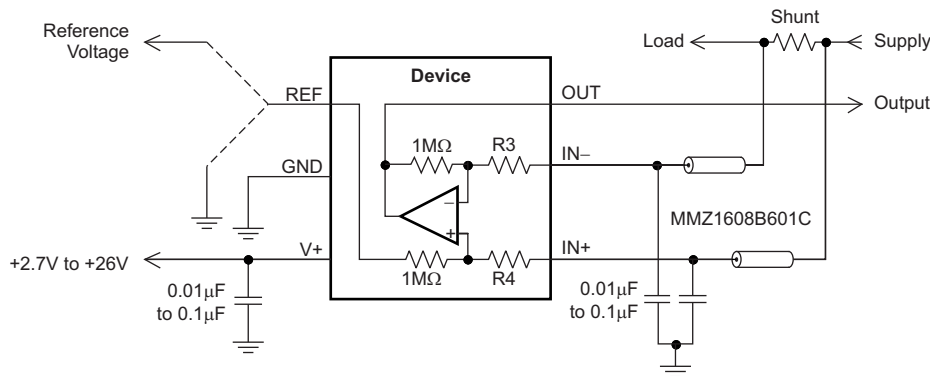 Reference
Voltage
Shunt
Load
Supply
Device
REF
OUT
Output
1MΩ
R3
IN−
GND
−
MMZ1608B601C
+
+2.7V to +26V
V+
IN+
1MΩ
R4
0.01μF
to 0.1μF
0.01μF
to 0.1μF